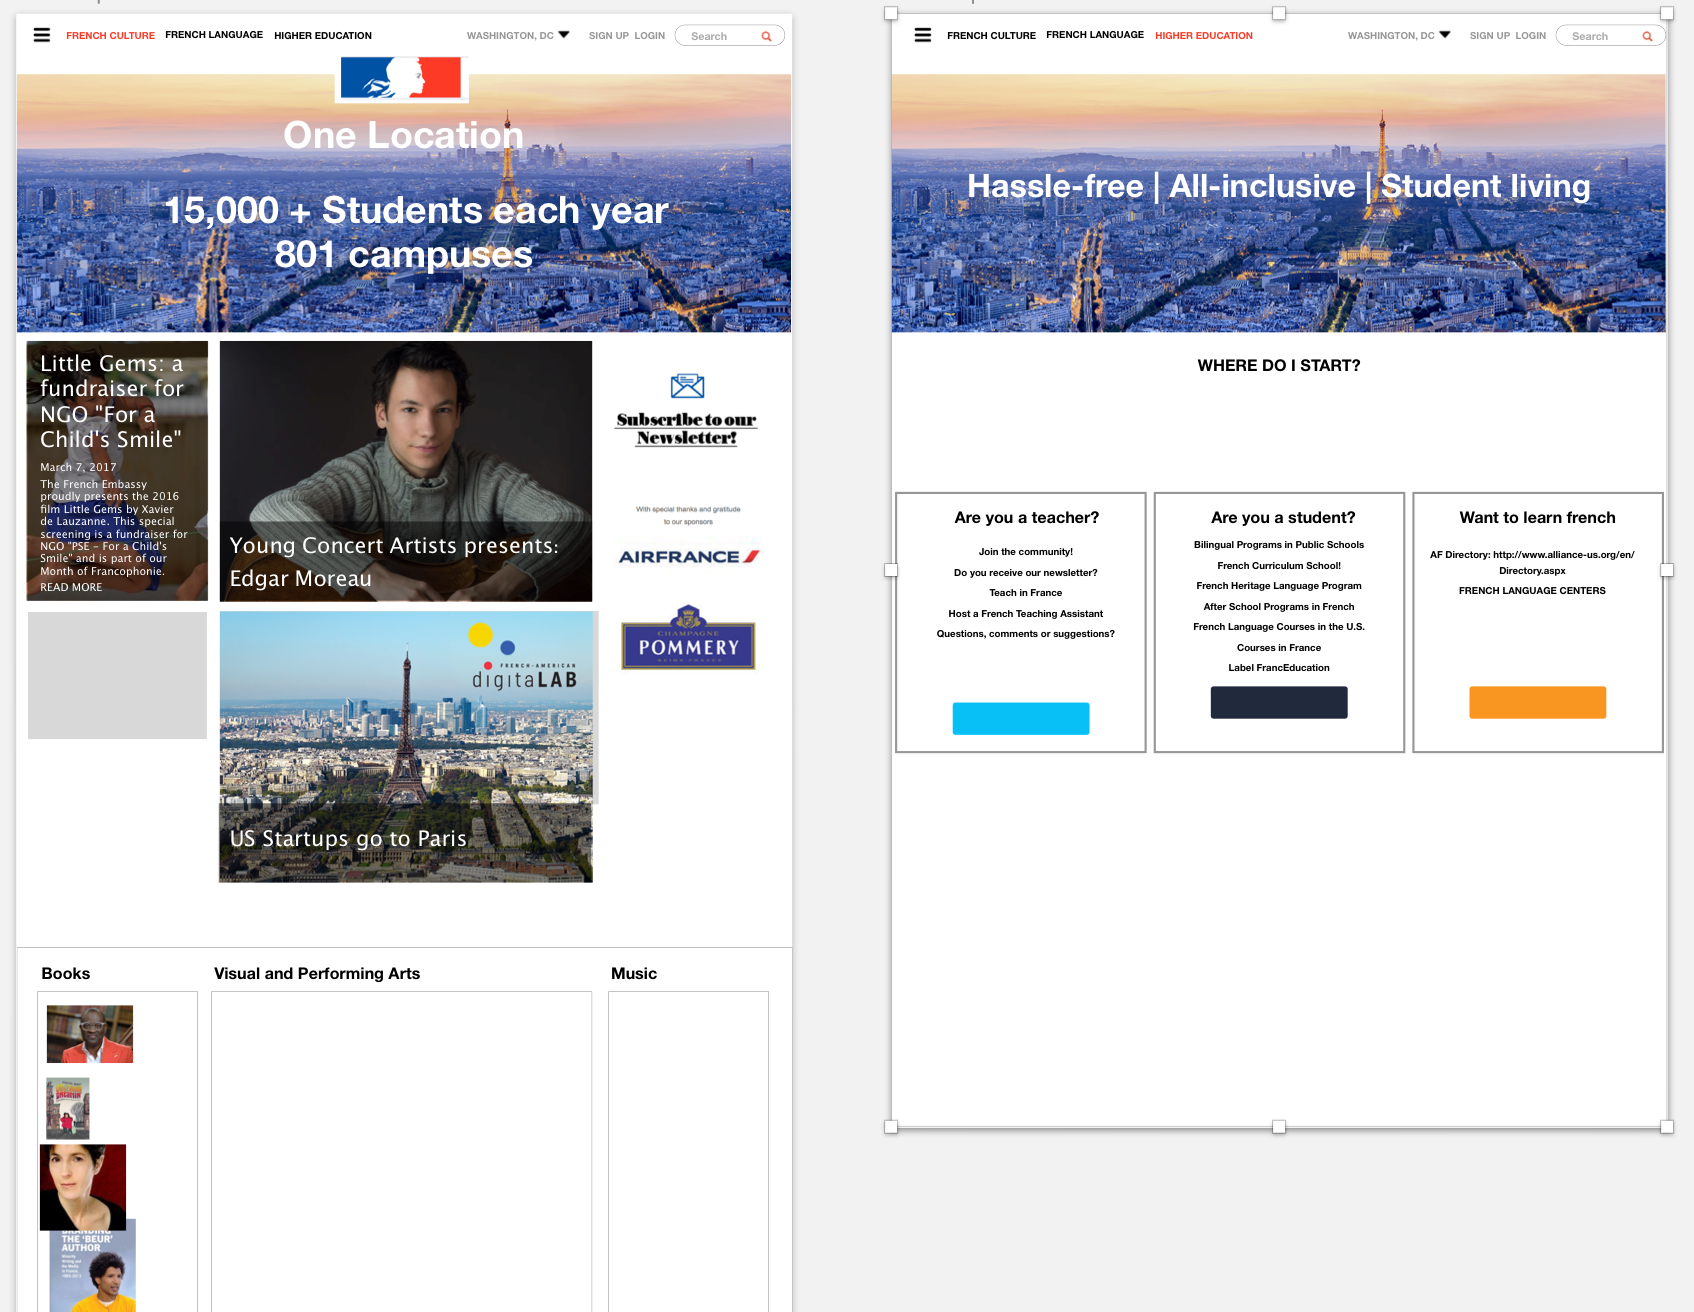 FRENCH CULTURE FRENCH LANGUAGE HIGHER EDUCATION WASHINGTON, DC SIGN UP LOGIN Search
One Location
15,000 + Students each year
801 campuses
Little Gems: a
fundraiser for
NGO "For a
Child's Smile"
March 7, 2017
The French Embassy
proudly presents the 2016
film Little Gems by Xavier
de Lauzanne. This special
screening is a fundraiser for
NGO "PSE – For a Child's
Smile" and is part of our
Month of Francophonie.
READ MORE
Young Concert Artists presents:
Edgar Moreau
Subscribe to our
Newsletter!
With special thanks and gratitude
to our sponsors
AIRFRANCE
CHAMPAGNE
POMMERY
REIMS FRANCE
FRENCH-AMERICAN
digitaLAB
US Startups go to Paris
Books
Visual and Performing Arts
Music
BRANDING
THE 'BEUR'
AUTHOR
FRENCH CULTURE FRENCH LANGUAGE HIGHER EDUCATION WASHINGTON, DC SIGN UP LOGIN Search
Hassle-free | All-inclusive | Student living
WHERE DO I START?
Are you a teacher?
Join the community!
Do you receive our newsletter?
Teach in France
Host a French Teaching Assistant
Questions, comments or suggestions?
Are you a student?
Bilingual Programs in Public Schools
French Curriculum School!
French Heritage Language Program
After School Programs in French
French Language Courses in the U.S.
Courses in France
Label FrancEducation
Want to learn french
AF Directory: http://www.alliance-us.org/en/
Directory.aspx
FRENCH LANGUAGE CENTERS